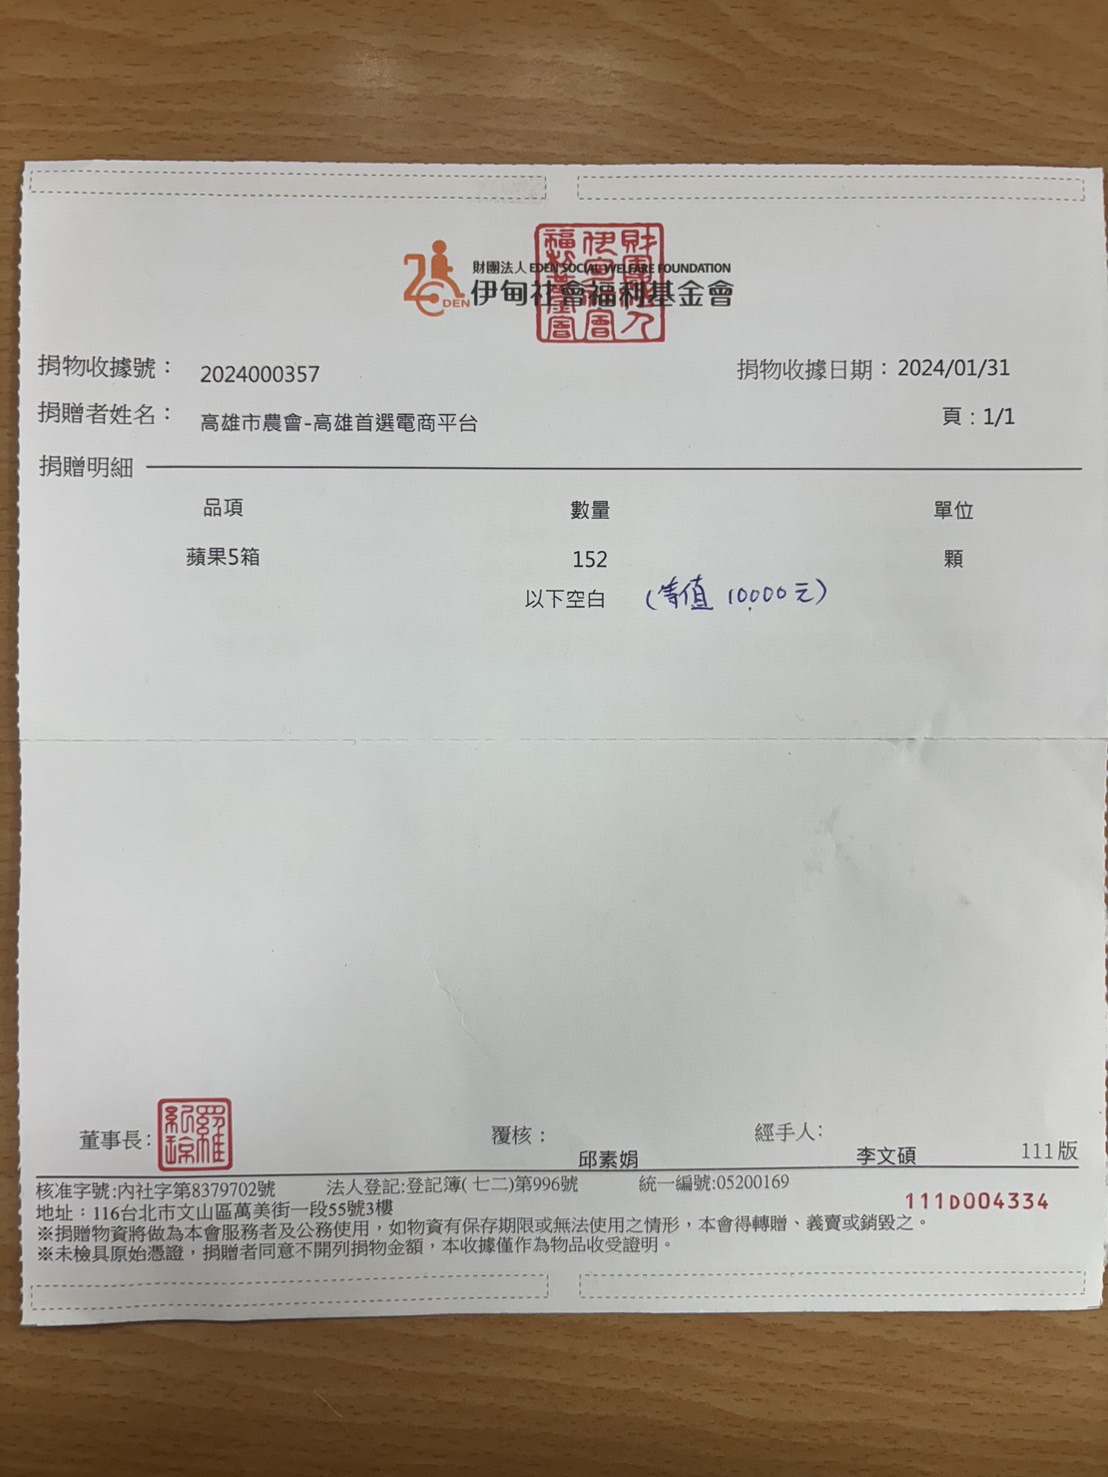 財團法人 EDEN SOCIAL WELFARE FOUNDATION
伊甸社會福利基金會
EDEN
捐物收據號： 2024000357 捐物收據日期：2024/01/31
捐贈者姓名： 高雄市農會-高雄首選電商平台 頁：1/1
捐贈明細
品項 數量 單位
蘋果5箱 152 顆
以下空白 (等值 10,000元)
董事長: 覆核： 邱素娟 經手人: 李文碩 111版
核准字號:內社字第8379702號 法人登記:登記簿(七二)第996號 統一編號:05200169
地址：116台北市文山區萬美街一段55號3樓 111D004334
※捐贈物資將做為本會服務者及公務使用，如物資有保存期限或無法使用之情形，本會得轉贈、義賣或銷毀之。
※未檢具原始憑證，捐贈者同意不開列捐物金額，本收據僅作為物品收受證明。